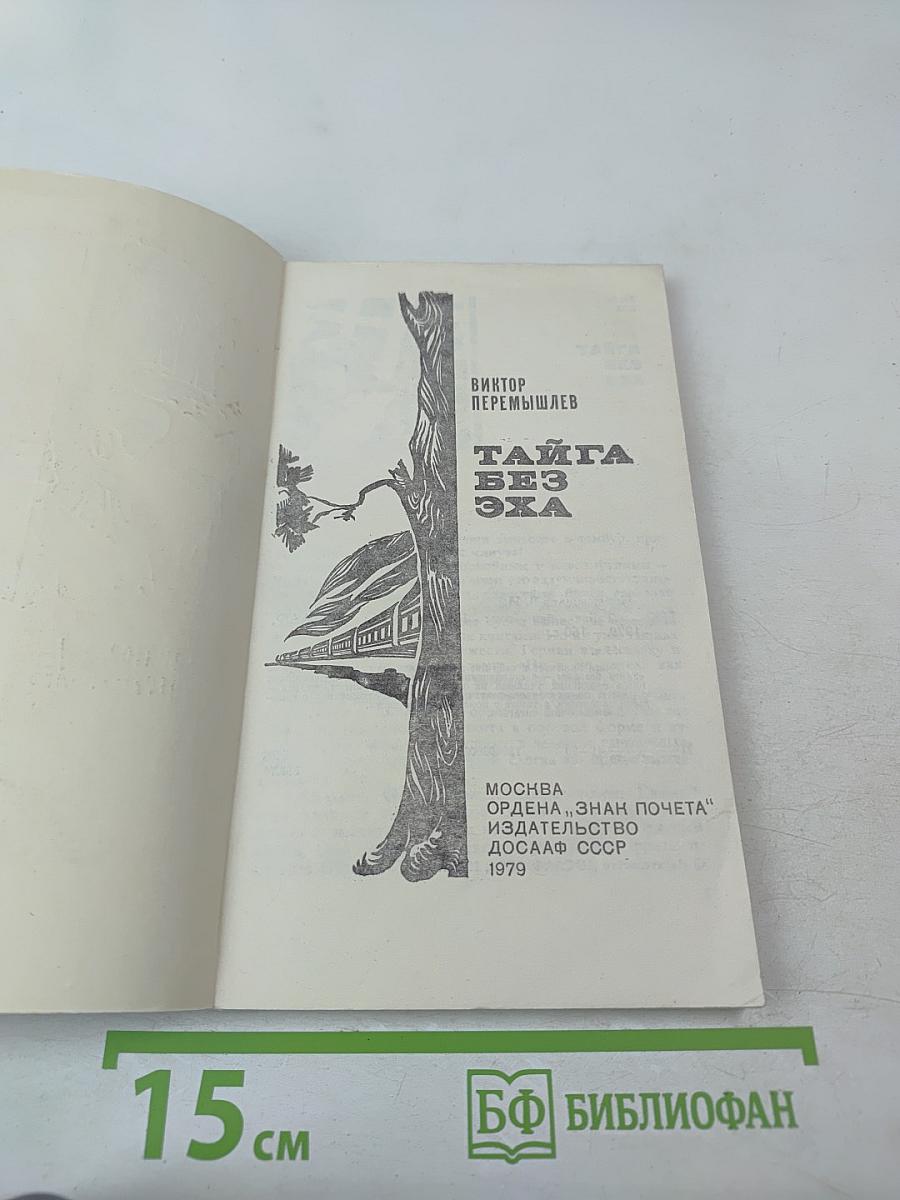 ВИКТОР
ПЕРЕМЫШЛЕВ
ТАЙГА
БЕЗ
ЭХА
МОСКВА
ОРДЕНА „ЗНАК ПОЧЕТА“
ИЗДАТЕЛЬСТВО
ДОСААФ СССР
1979
15 см
БФ БИБЛИОФАН